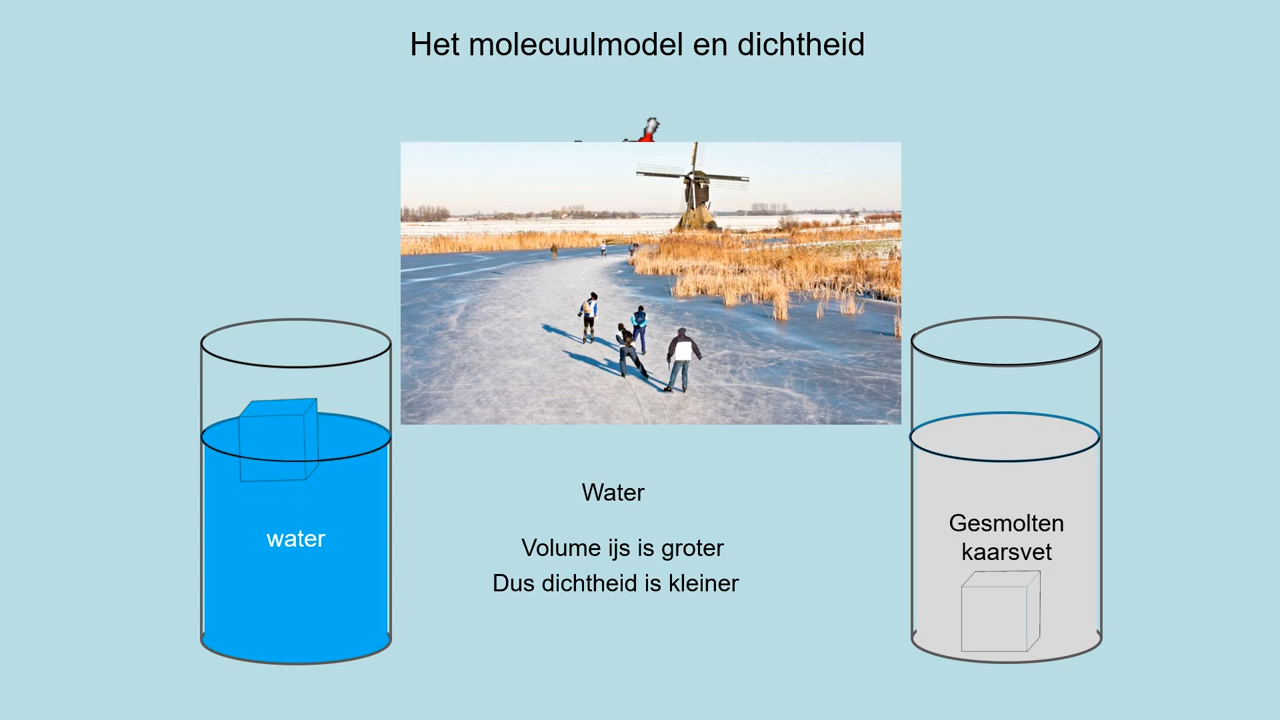 Het molecuulmodel en dichtheid
water
Water
Volume ijs is groter
Dus dichtheid is kleiner
Gesmolten
kaarsvet